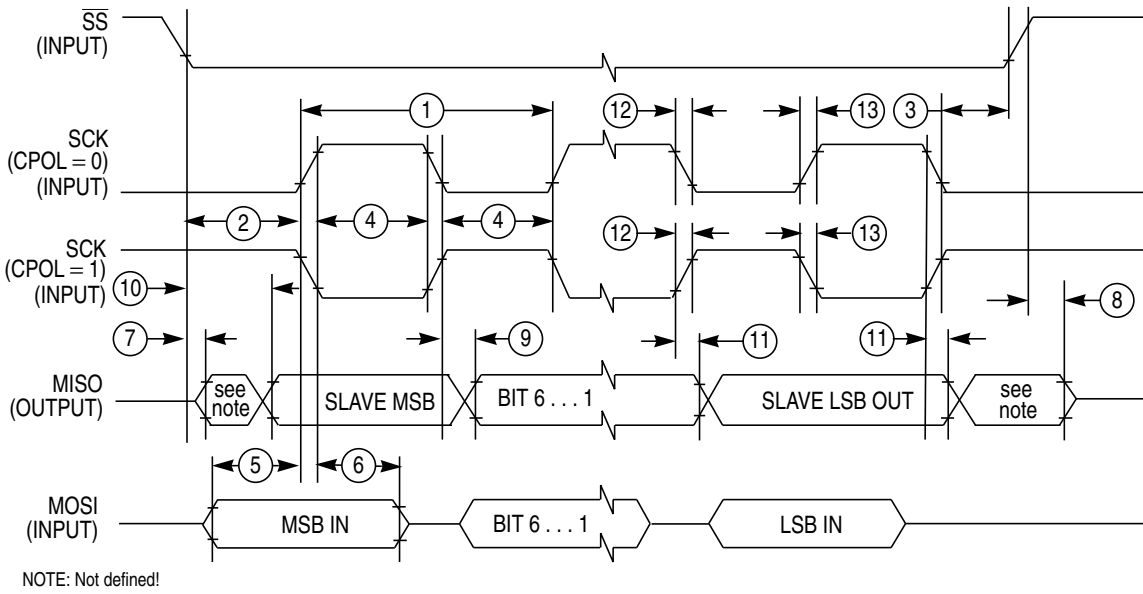 SS
(INPUT)
1
12
13
3
SCK
(CPOL = 0)
(INPUT)
2
4
4
12
13
SCK
(CPOL = 1)
(INPUT)
10
8
7
9
11
11
MISO
(OUTPUT)
see
note
SLAVE MSB
BIT 6 . . . 1
SLAVE LSB OUT
see
note
5
6
MOSI
(INPUT)
MSB IN
BIT 6 . . . 1
LSB IN
NOTE: Not defined!